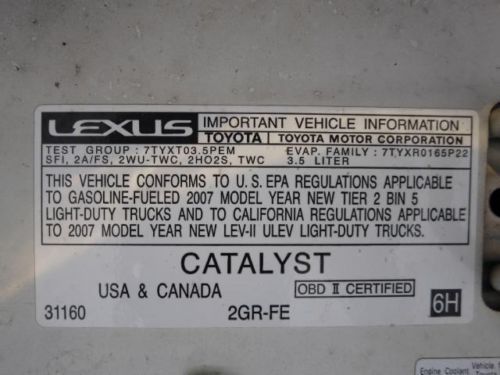 LEXUS IMPORTANT VEHICLE INFORMATION
TOYOTA TOYOTA MOTOR CORPORATION
TEST GROUP : 7TYXT03.5PEM EVAP. FAMILY : 7TYXR0165P22
SFI, 2A/FS, 2WU-TWC, 2HO2S, TWC 3.5 LITER
THIS VEHICLE CONFORMS TO U.S. EPA REGULATIONS APPLICABLE
TO GASOLINE-FUELED 2007 MODEL YEAR NEW TIER 2 BIN 5
LIGHT-DUTY TRUCKS AND TO CALIFORNIA REGULATIONS APPLICABLE
TO 2007 MODEL YEAR NEW LEV-II ULEV LIGHT-DUTY TRUCKS.
CATALYST
USA & CANADA OBD II CERTIFIED
31160 2GR-FE 6H
Vehicle
Engine Coolant